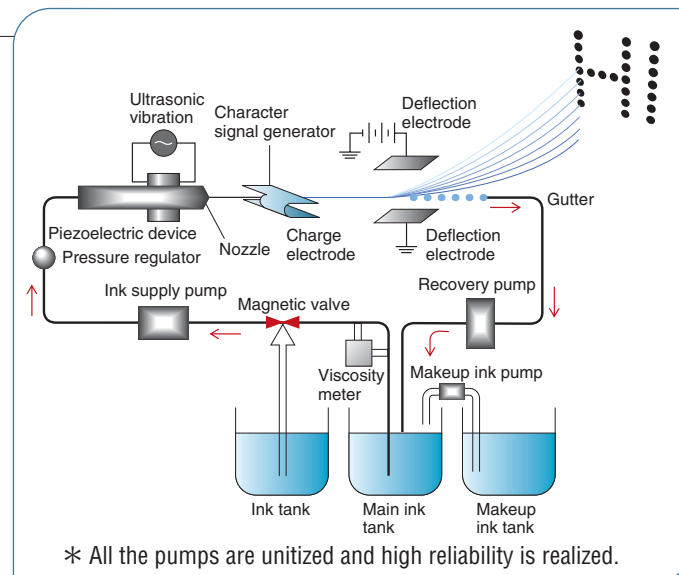 Ultrasonic
vibration
Character
signal generator
Deflection
electrode
HI
Piezoelectric device
Nozzle
Charge
electrode
Deflection
electrode
Gutter
Pressure regulator
Ink supply pump
Magnetic valve
Recovery pump
Viscosity
meter
Makeup ink pump
Ink tank
Main ink
tank
Makeup
ink tank
* All the pumps are unitized and high reliability is realized.